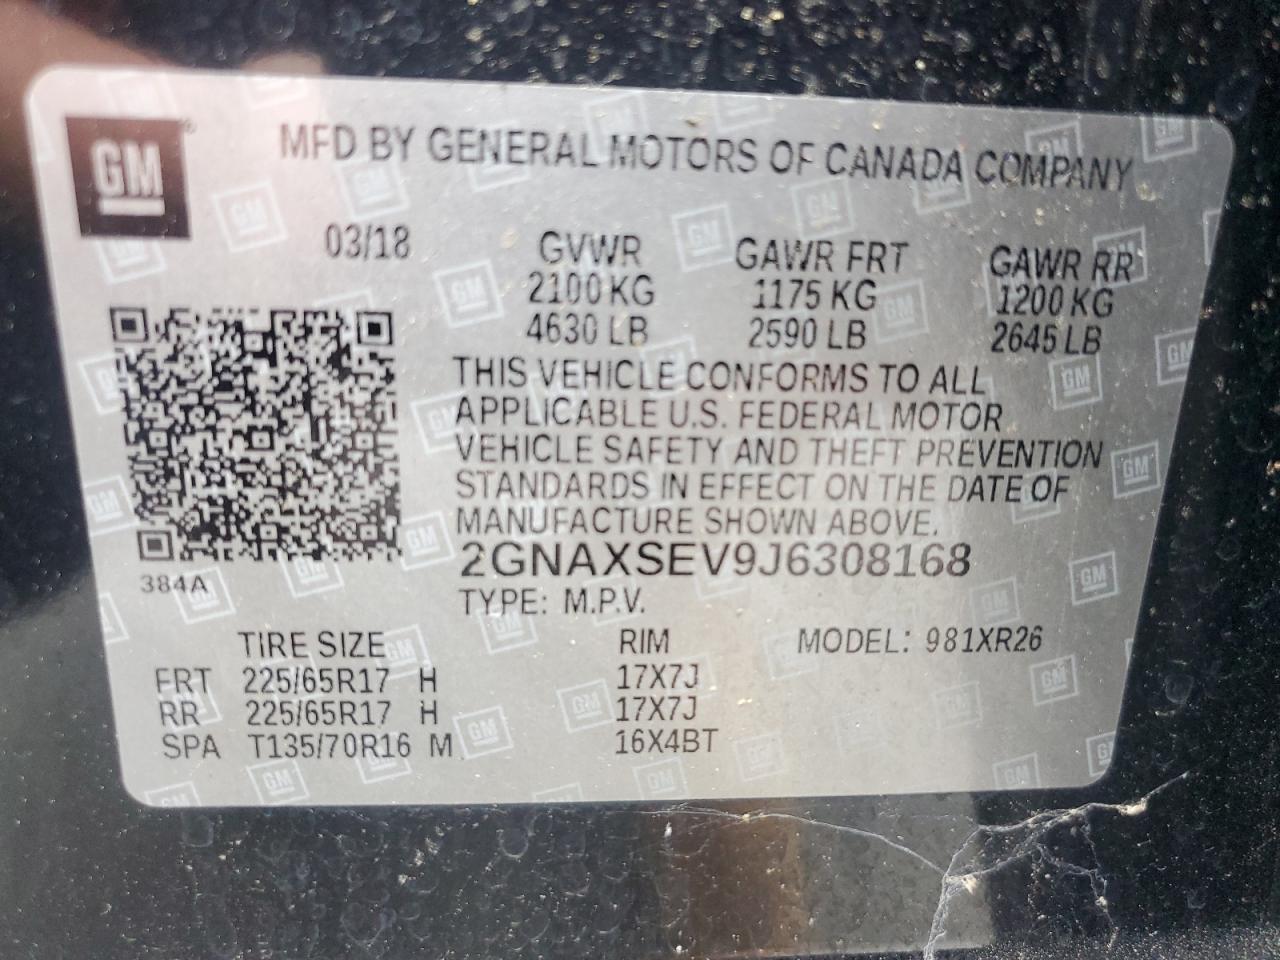 GM
MFD BY GENERAL MOTORS OF CANADA COMPANY
03/18 GVWR GAWR FRT GAWR RR
2100 KG 1175 KG 1200 KG
4630 LB 2590 LB 2645 LB
THIS VEHICLE CONFORMS TO ALL
APPLICABLE U.S. FEDERAL MOTOR
VEHICLE SAFETY AND THEFT PREVENTION
STANDARDS IN EFFECT ON THE DATE OF
MANUFACTURE SHOWN ABOVE.
2GNAXSEV9J6308168
384A
TYPE: M.P.V.
TIRE SIZE RIM MODEL: 981XR26
FRT 225/65R17 H 17X7J
RR 225/65R17 H 17X7J
SPA T135/70R16 M 16X4BT